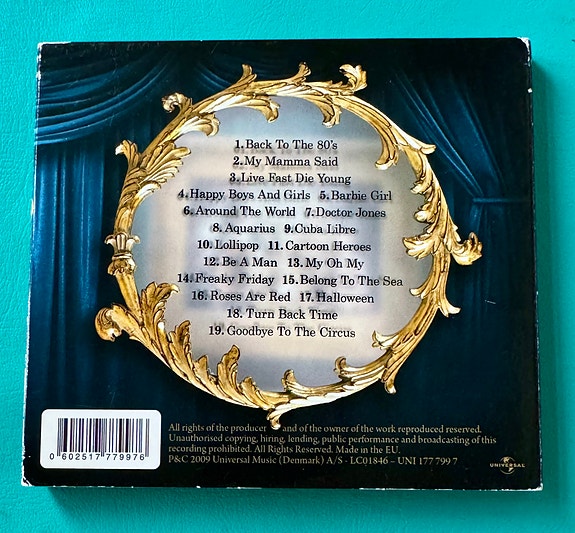 1. Back To The 80's
2. My Mamma Said
3. Live Fast Die Young
4. Happy Boys And Girls 5. Barbie Girl
6. Around The World 7. Doctor Jones
8. Aquarius 9. Cuba Libre
10. Lollipop 11. Cartoon Heroes
12. Be A Man 13. My Oh My
14. Freaky Friday 15. Belong To The Sea
16. Roses Are Red 17. Halloween
18. Turn Back Time
19. Goodbye To The Circus
0 602517 779976
All rights of the producer and of the owner of the work reproduced reserved.
Unauthorised copying, hiring, lending, public performance and broadcasting of this
recording prohibited. All Rights Reserved. Made in the EU.
P&C 2009 Universal Music (Denmark) A/S - LC01846 – UNI 177 799 7
UNIVERSAL